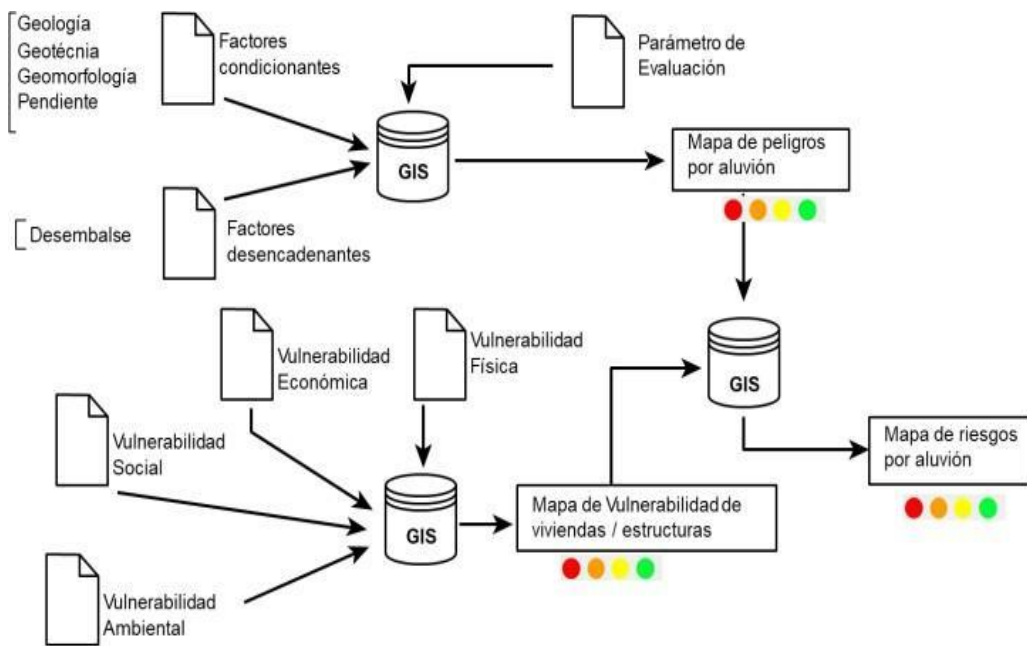 Geología
Geotécnia
Geomorfología
Pendiente
Factores
condicionantes
Parámetro de
Evaluación
GIS
Mapa de peligros
por aluvión
Desembalse
Factores
desencadenantes
Vulnerabilidad
Económica
Vulnerabilidad
Física
GIS
Vulnerabilidad
Social
Mapa de riesgos
por aluvión
GIS
Mapa de Vulnerabilidad de
viviendas / estructuras
Vulnerabilidad
Ambiental